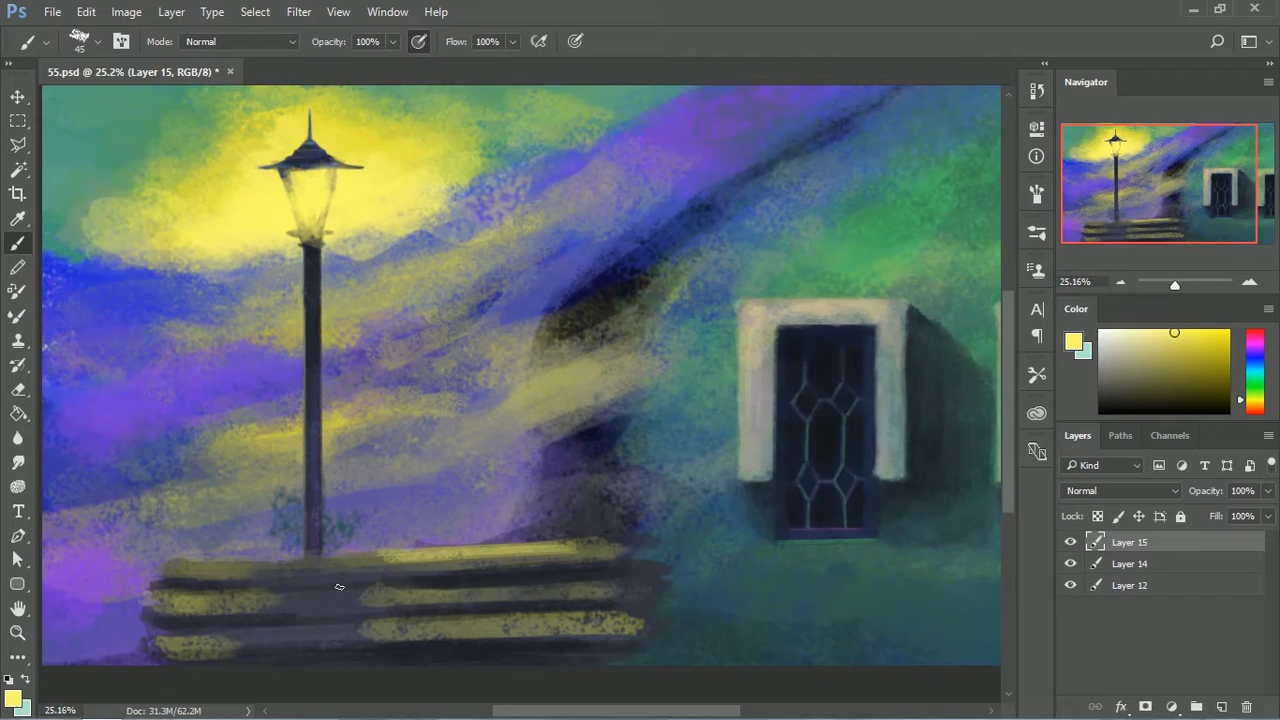 Ps File Edit Image Layer Type Select Filter View Window Help
45 Mode: Normal Opacity: 100% Flow: 100%
55.psd @ 25.2% (Layer 15, RGB/8) * ×
Navigator
25.16%
Color
Layers Paths Channels
Kind
Normal Opacity: 100%
Lock: Fill: 100%
Layer 15
Layer 14
Layer 12
25.16% Doc: 31.3M/62.2M